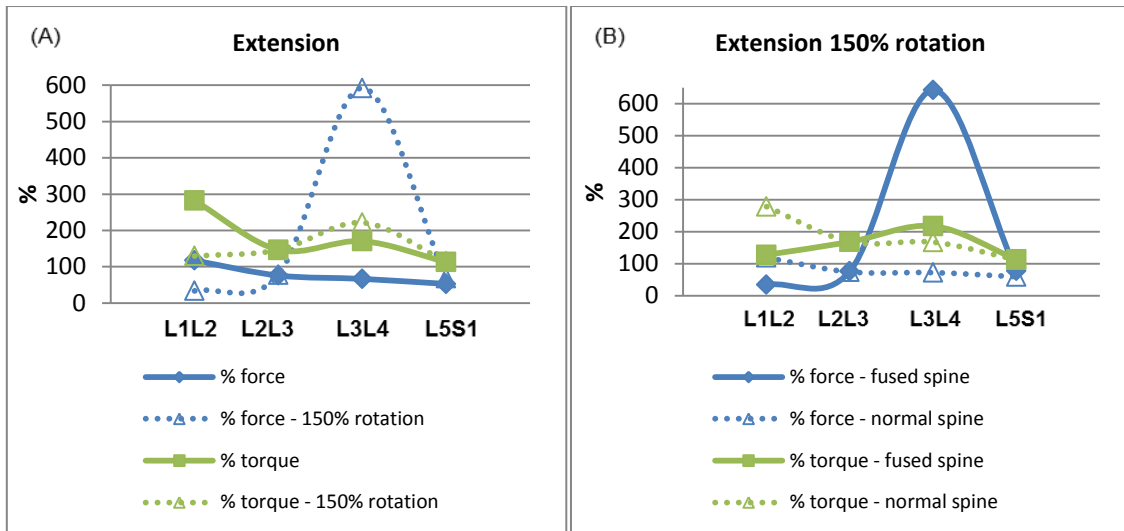 (A)
Extension
600
500
400
300
200
100
0
%
L1L2 L2L3 L3L4 L5S1
% force
% force - 150% rotation
% torque
% torque - 150% rotation
(B)
Extension 150% rotation
600
500
400
300
200
100
0
%
L1L2 L2L3 L3L4 L5S1
% force - fused spine
% force - normal spine
% torque - fused spine
% torque - normal spine